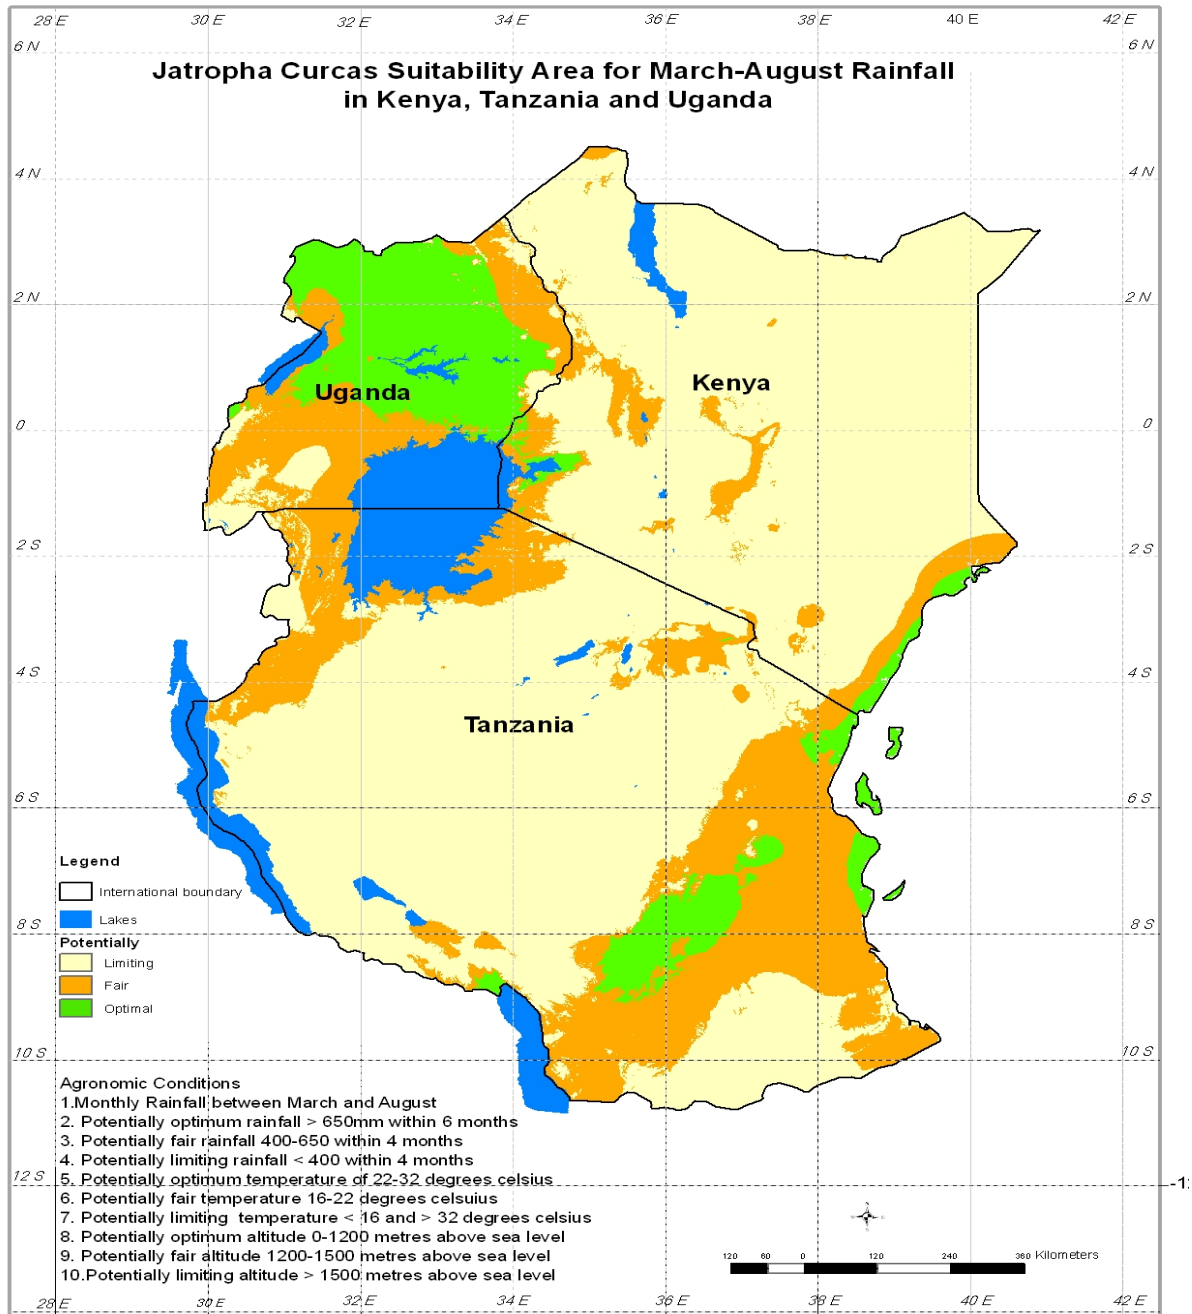 28 E 30 E 32 E 34 E 36 E 38 E 40 E 42 E
6 N 6 N
Jatropha Curcas Suitability Area for March-August Rainfall
in Kenya, Tanzania and Uganda
4 N 4 N
2 N 2 N
Kenya
Uganda
0 0
2 S 2 S
4 S 4 S
Tanzania
6 S 6 S
Legend
International boundary
Lakes
8 S 8 S
Potentially
Limiting
Fair
Optimal
10 S 10 S
Agronomic Conditions
1.Monthly Rainfall between March and August
2. Potentially optimum rainfall > 650mm within 6 months
3. Potentially fair rainfall 400-650 within 4 months
4. Potentially limiting rainfall < 400 within 4 months
12 S 12 S
5. Potentially optimum temperature of 22-32 degrees celsius
6. Potentially fair temperature 16-22 degrees celsuius
7. Potentially limiting temperature < 16 and > 32 degrees celsius
8. Potentially optimum altitude 0-1200 metres above sea level
9. Potentially fair altitude 1200-1500 metres above sea level
10.Potentially limiting altitude > 1500 metres above sea level
120 60 0 120 240 360 Kilometers
28 E 30 E 32 E 34 E 36 E 38 E 40 E 42 E